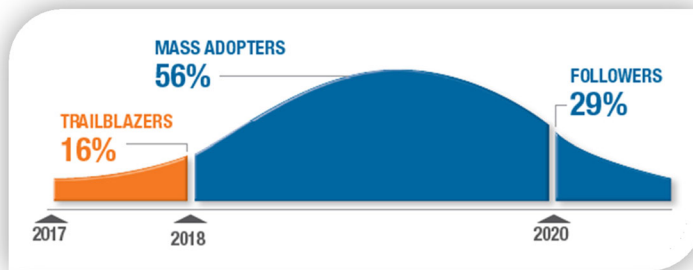 MASS ADOPTERS
56%
FOLLOWERS
29%
TRAILBLAZERS
16%
2017
2018
2020